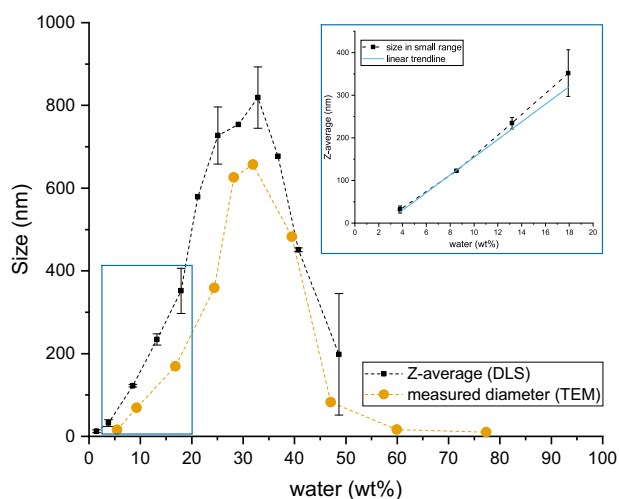 1000
800
600
400
200
0
Size (nm)
0 10 20 30 40 50 60 70 80 90 100
water (wt%)
Z-average (DLS)
measured diameter (TEM)
size in small range
linear trendline
400
300
200
100
0
Z-average (nm)
0 2 4 6 8 10 12 14 16 18 20
water (wt%)